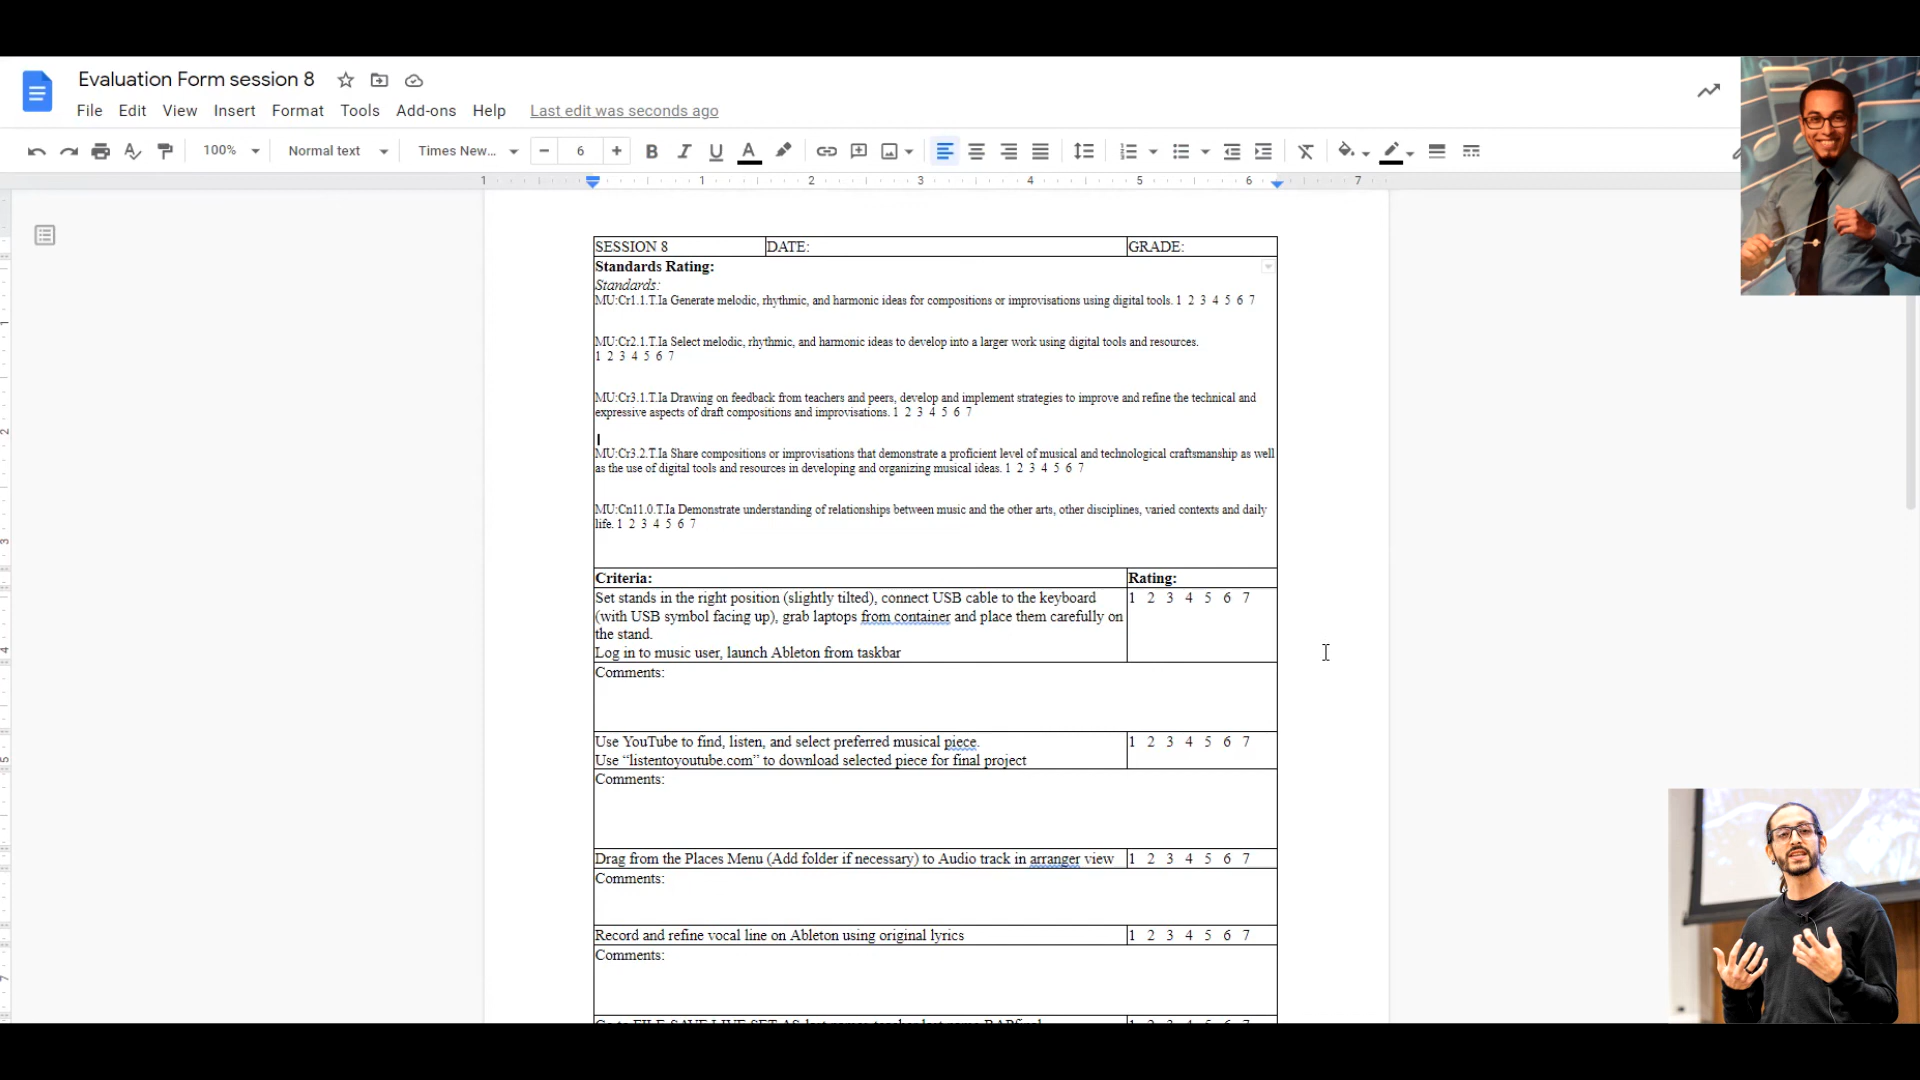 Evaluation Form session 8
File Edit View Insert Format Tools Add-ons Help Last edit was seconds ago
100% Normal text Times New... 6 B I U A
1 1 2 3 4 5 6 7
SESSION 8 DATE: GRADE:
Standards Rating:
Standards:
MU:Cr1.1.T.Ia Generate melodic, rhythmic, and harmonic ideas for compositions or improvisations using digital tools. 1 2 3 4 5 6 7
MU:Cr2.1.T.Ia Select melodic, rhythmic, and harmonic ideas to develop into a larger work using digital tools and resources.
1 2 3 4 5 6 7
MU:Cr3.1.T.Ia Drawing on feedback from teachers and peers, develop and implement strategies to improve and refine the technical and
expressive aspects of draft compositions and improvisations. 1 2 3 4 5 6 7
MU:Cr3.2.T.Ia Share compositions or improvisations that demonstrate a proficient level of musical and technological craftsmanship as well
as the use of digital tools and resources in developing and organizing musical ideas. 1 2 3 4 5 6 7
MU:Cn11.0.T.Ia Demonstrate understanding of relationships between music and the other arts, other disciplines, varied contexts and daily
life. 1 2 3 4 5 6 7
Criteria: Rating:
Set stands in the right position (slightly tilted), connect USB cable to the keyboard 1 2 3 4 5 6 7
(with USB symbol facing up), grab laptops from container and place them carefully on
the stand.
Log in to music user, launch Ableton from taskbar
Comments:
Use YouTube to find, listen, and select preferred musical piece. 1 2 3 4 5 6 7
Use “listentoyoutube.com” to download selected piece for final project
Comments:
Drag from the Places Menu (Add folder if necessary) to Audio track in arranger view 1 2 3 4 5 6 7
Comments:
Record and refine vocal line on Ableton using original lyrics 1 2 3 4 5 6 7
Comments: